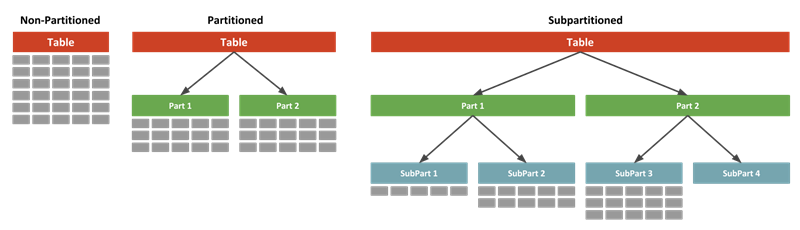 Non-Partitioned
Partitioned
Subpartitioned
Table
Table
Table
Part 1
Part 2
Part 1
Part 2
SubPart 1
SubPart 2
SubPart 3
SubPart 4